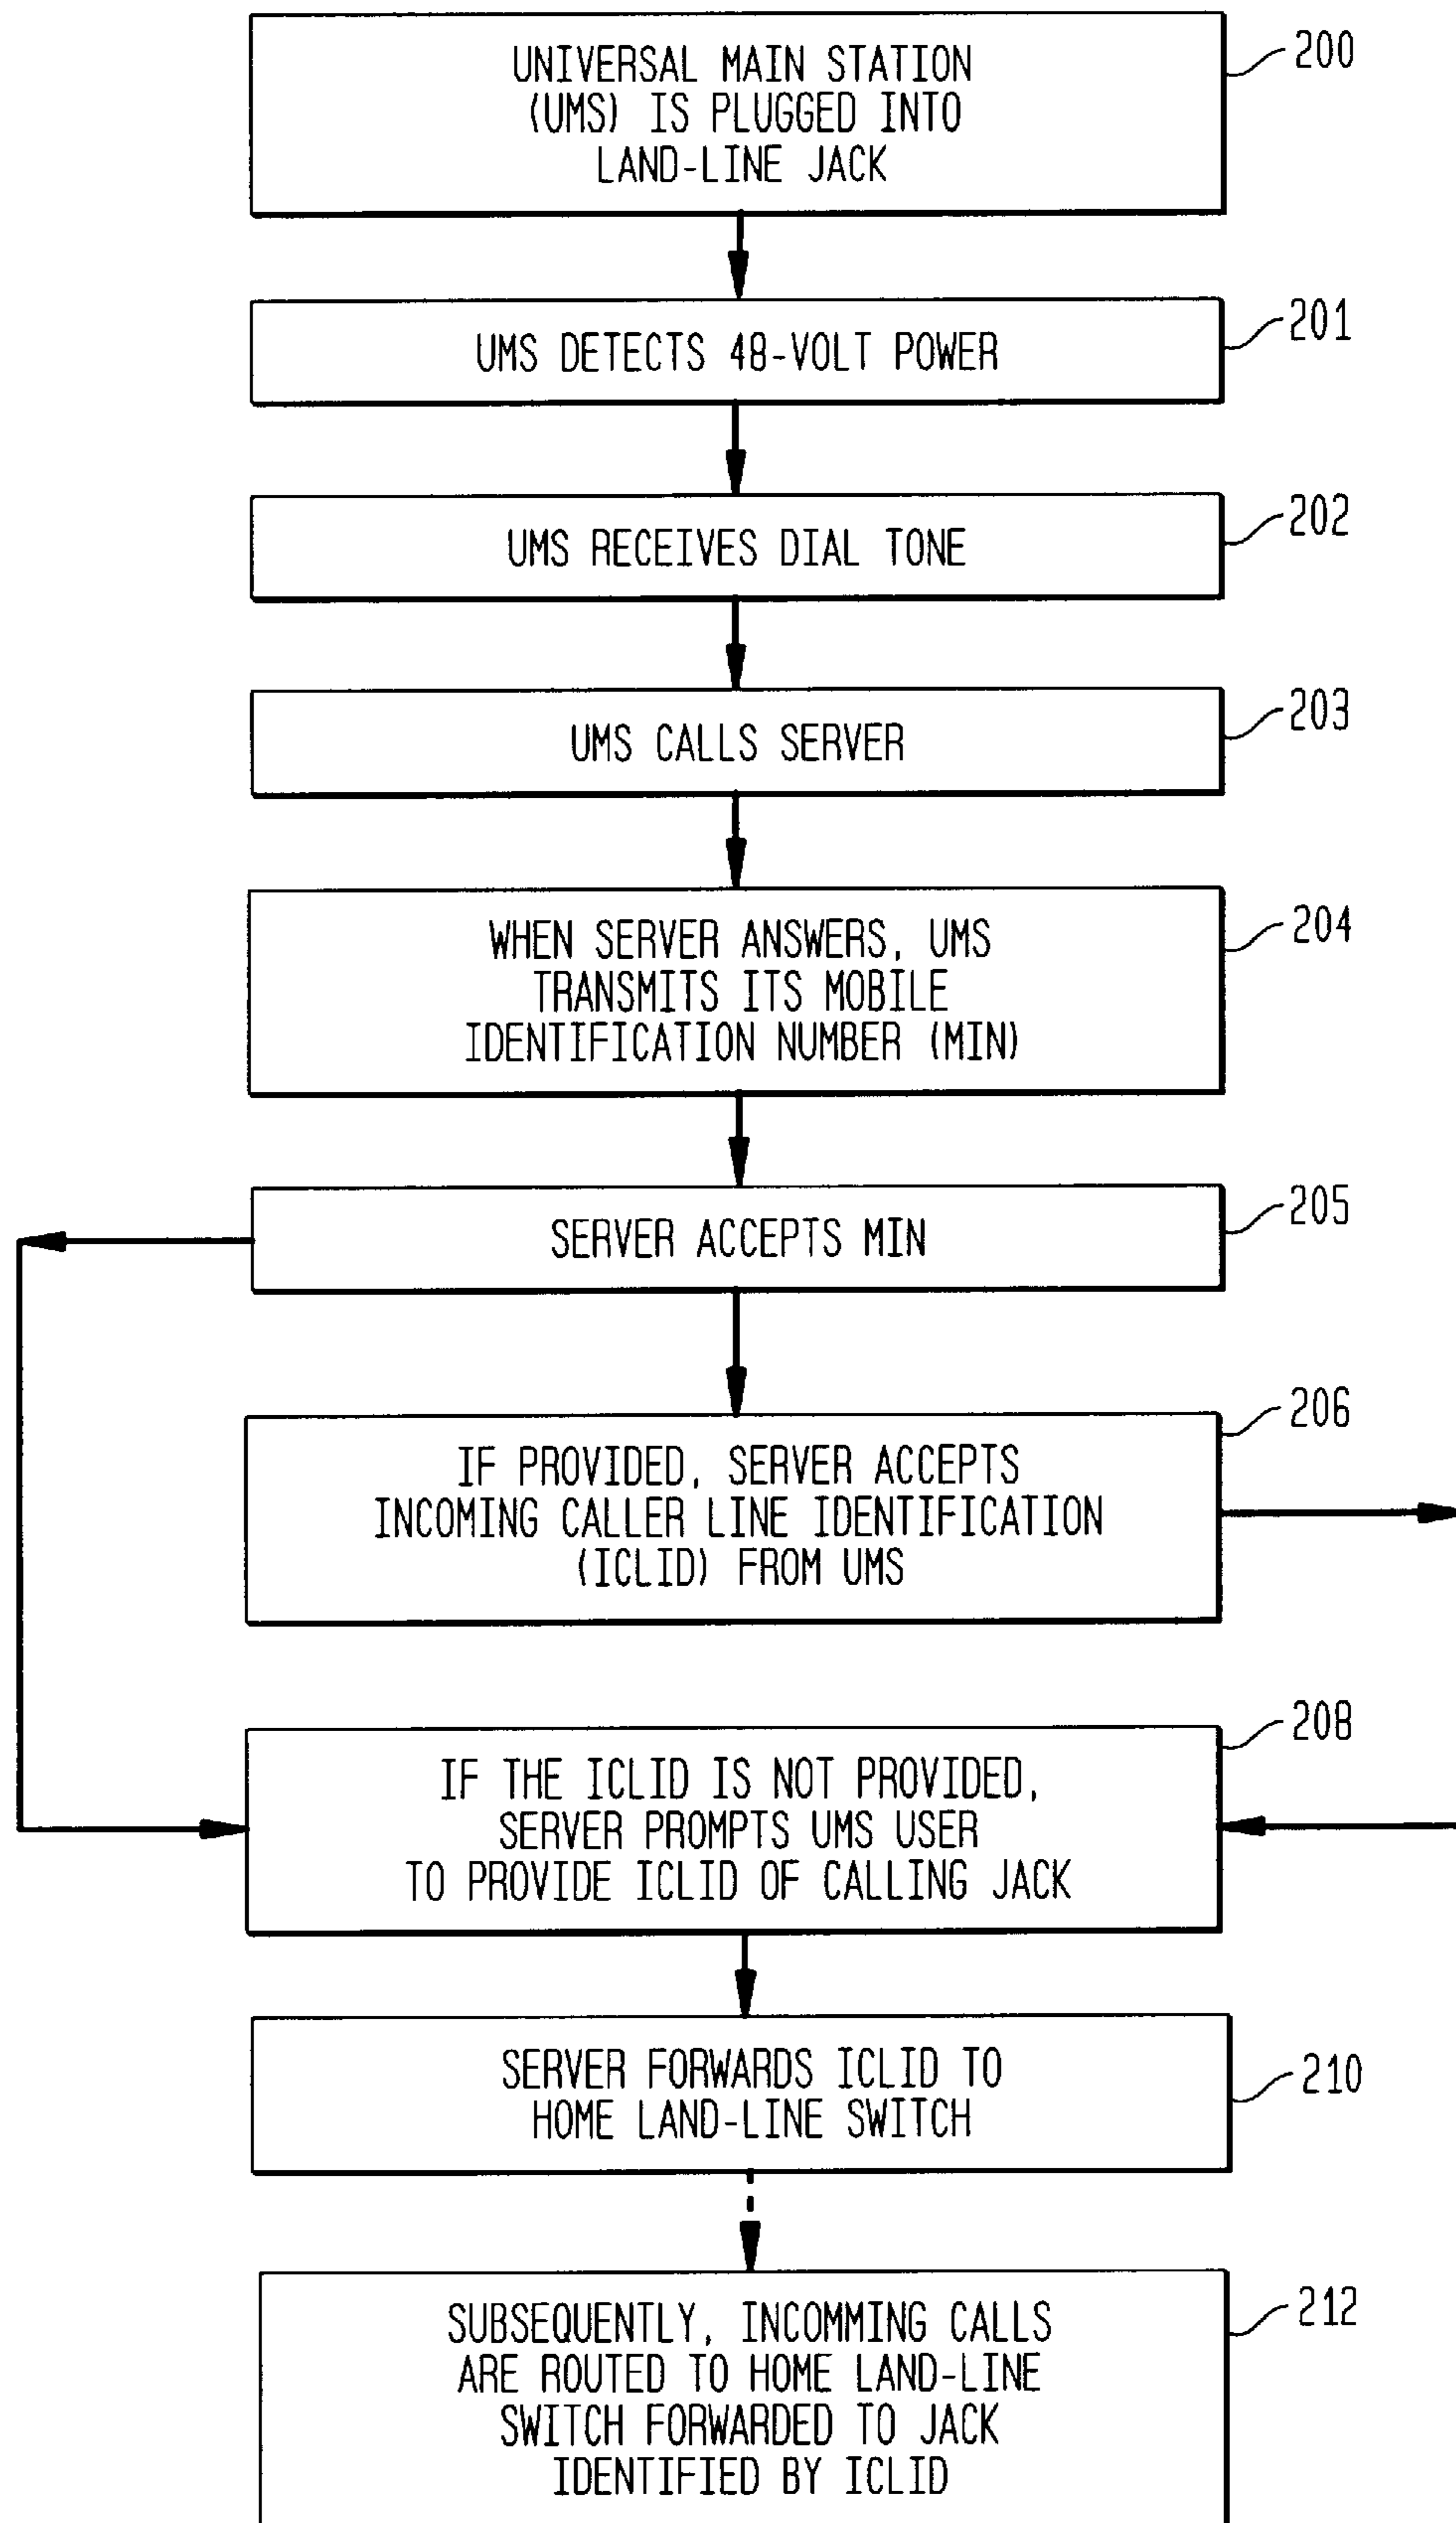 UNIVERSAL MAIN STATION
(UMS) IS PLUGGED INTO
LAND-LINE JACK
200
UMS DETECTS 48-VOLT POWER
201
UMS RECEIVES DIAL TONE
202
UMS CALLS SERVER
203
WHEN SERVER ANSWERS, UMS
TRANSMITS ITS MOBILE
IDENTIFICATION NUMBER (MIN)
204
SERVER ACCEPTS MIN
205
IF PROVIDED, SERVER ACCEPTS
INCOMING CALLER LINE IDENTIFICATION
(ICLID) FROM UMS
206
IF THE ICLID IS NOT PROVIDED,
SERVER PROMPTS UMS USER
TO PROVIDE ICLID OF CALLING JACK
208
SERVER FORWARDS ICLID TO
HOME LAND-LINE SWITCH
210
SUBSEQUENTLY, INCOMMING CALLS
ARE ROUTED TO HOME LAND-LINE
SWITCH FORWARDED TO JACK
IDENTIFIED BY ICLID
212